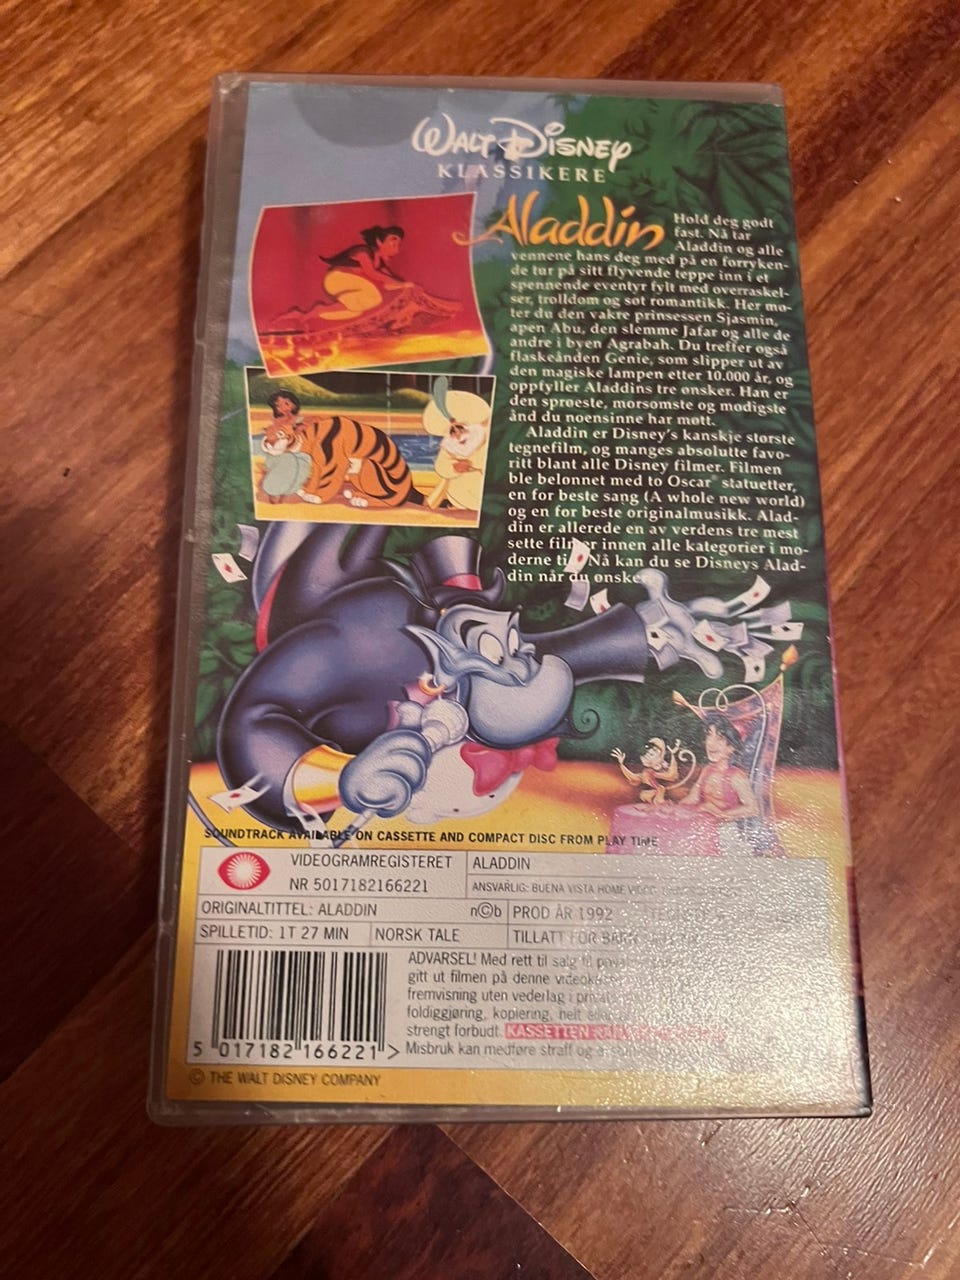 WALT DISNEY
KLASSIKERE
Aladdin
Hold deg godt
fast. Nå tar
Aladdin og alle
vennene hans deg med på en forryken-
de tur på sitt flyvende teppe inn i et
spennende eventyr fylt med overraskel-
ser, trolldom og søt romantikk. Her mø-
ter du den vakre prinsessen Sjasmin,
apen Abu, den slemme Jafar og alle de
andre i byen Agrabah. Du treffer også
flaskeånden Genie, som slipper ut av
den magiske lampen etter 10.000 år, og
oppfyller Aladdins tre ønsker. Han er
den sprøeste, morsomste og modigste
ånd du noensinne har møtt.
Aladdin er Disney's kanskje største
tegnefilm, og manges absolutte favo-
ritt blant alle Disney filmer. Filmen
ble belønnet med to Oscar® statuetter,
en for beste sang (A whole new world)
og en for beste originalmusikk. Alad-
din er allerede en av verdens tre mest
sette filmer innen alle kategorier i mo-
derne Nå kan du se Disneys Alad-
din når du ønsker
SOUNDTRACK AVAILABLE ON CASSETTE AND COMPACT DISC FROM PLAY TIME
VIDEOGRAMREGISTERET
NR 5017182166221
ALADDIN
ANSVARLIG: BUENA VISTA HOME VIDEO
ORIGINALTITTEL: ALADDIN
n©b
PROD ÅR 1992
SPILLETID: 1T 27 MIN
NORSK TALE
TILLATT FOR
ADVARSEL! Med rett til salg til
gitt ut filmen på denne
fremvisning uten vederlag i
foldiggjøring, kopiering, helt
strengt forbudt. KASSETTEN
Misbruk kan medføre straff og
5 017182 166221 >
© THE WALT DISNEY COMPANY